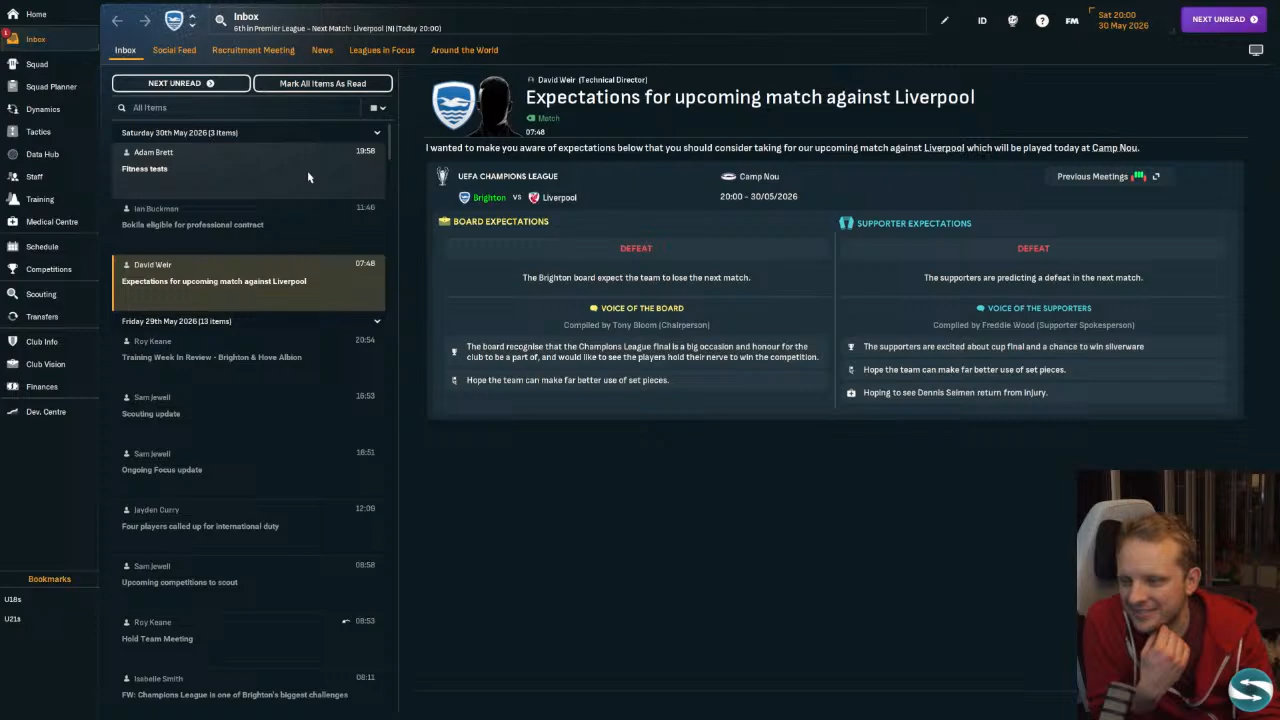 Home
Inbox
1
Squad
Squad Planner
Dynamics
Tactics
Data Hub
Staff
Training
Medical Centre
Schedule
Competitions
Scouting
Transfers
Club Info
Club Vision
Finances
Dev. Centre
Bookmarks
U18s
U21s
Inbox
6th in Premier League - Next Match: Liverpool (N) (Today 20:00)
ID
?
FM
Sat 20:00
30 May 2026
NEXT UNREAD
Inbox
Social Feed
Recruitment Meeting
News
Leagues in Focus
Around the World
NEXT UNREAD
Mark All Items As Read
All Items
Saturday 30th May 2026 (3 Items)
Adam Brett 19:58
Fitness tests
Ian Buckman 11:46
Bokila eligible for professional contract
David Weir 07:48
Expectations for upcoming match against Liverpool
Friday 29th May 2026 (13 items)
Roy Keane 20:54
Training Week In Review - Brighton & Hove Albion
Sam Jewell 16:53
Scouting update
Sam Jewell 16:51
Ongoing Focus update
Jayden Curry 12:09
Four players called up for international duty
Sam Jewell 08:58
Upcoming competitions to scout
Roy Keane 08:53
Hold Team Meeting
Isabelle Smith 08:11
FW: Champions League is one of Brighton's biggest challenges
David Weir (Technical Director)
Expectations for upcoming match against Liverpool
Match
07:48
I wanted to make you aware of expectations below that you should consider taking for our upcoming match against Liverpool which will be played today at Camp Nou.
UEFA CHAMPIONS LEAGUE
Camp Nou
Previous Meetings
Brighton vs Liverpool
20:00 - 30/05/2026
BOARD EXPECTATIONS
DEFEAT
The Brighton board expect the team to lose the next match.
VOICE OF THE BOARD
Compiled by Tony Bloom (Chairperson)
The board recognise that the Champions League final is a big occasion and honour for the
club to be a part of, and would like to see the players hold their nerve to win the competition.
Hope the team can make far better use of set pieces.
SUPPORTER EXPECTATIONS
DEFEAT
The supporters are predicting a defeat in the next match.
VOICE OF THE SUPPORTERS
Compiled by Freddie Wood (Supporter Spokesperson)
The supporters are excited about cup final and a chance to win silverware
Hope the team can make far better use of set pieces.
Hoping to see Dennis Seimen return from injury.